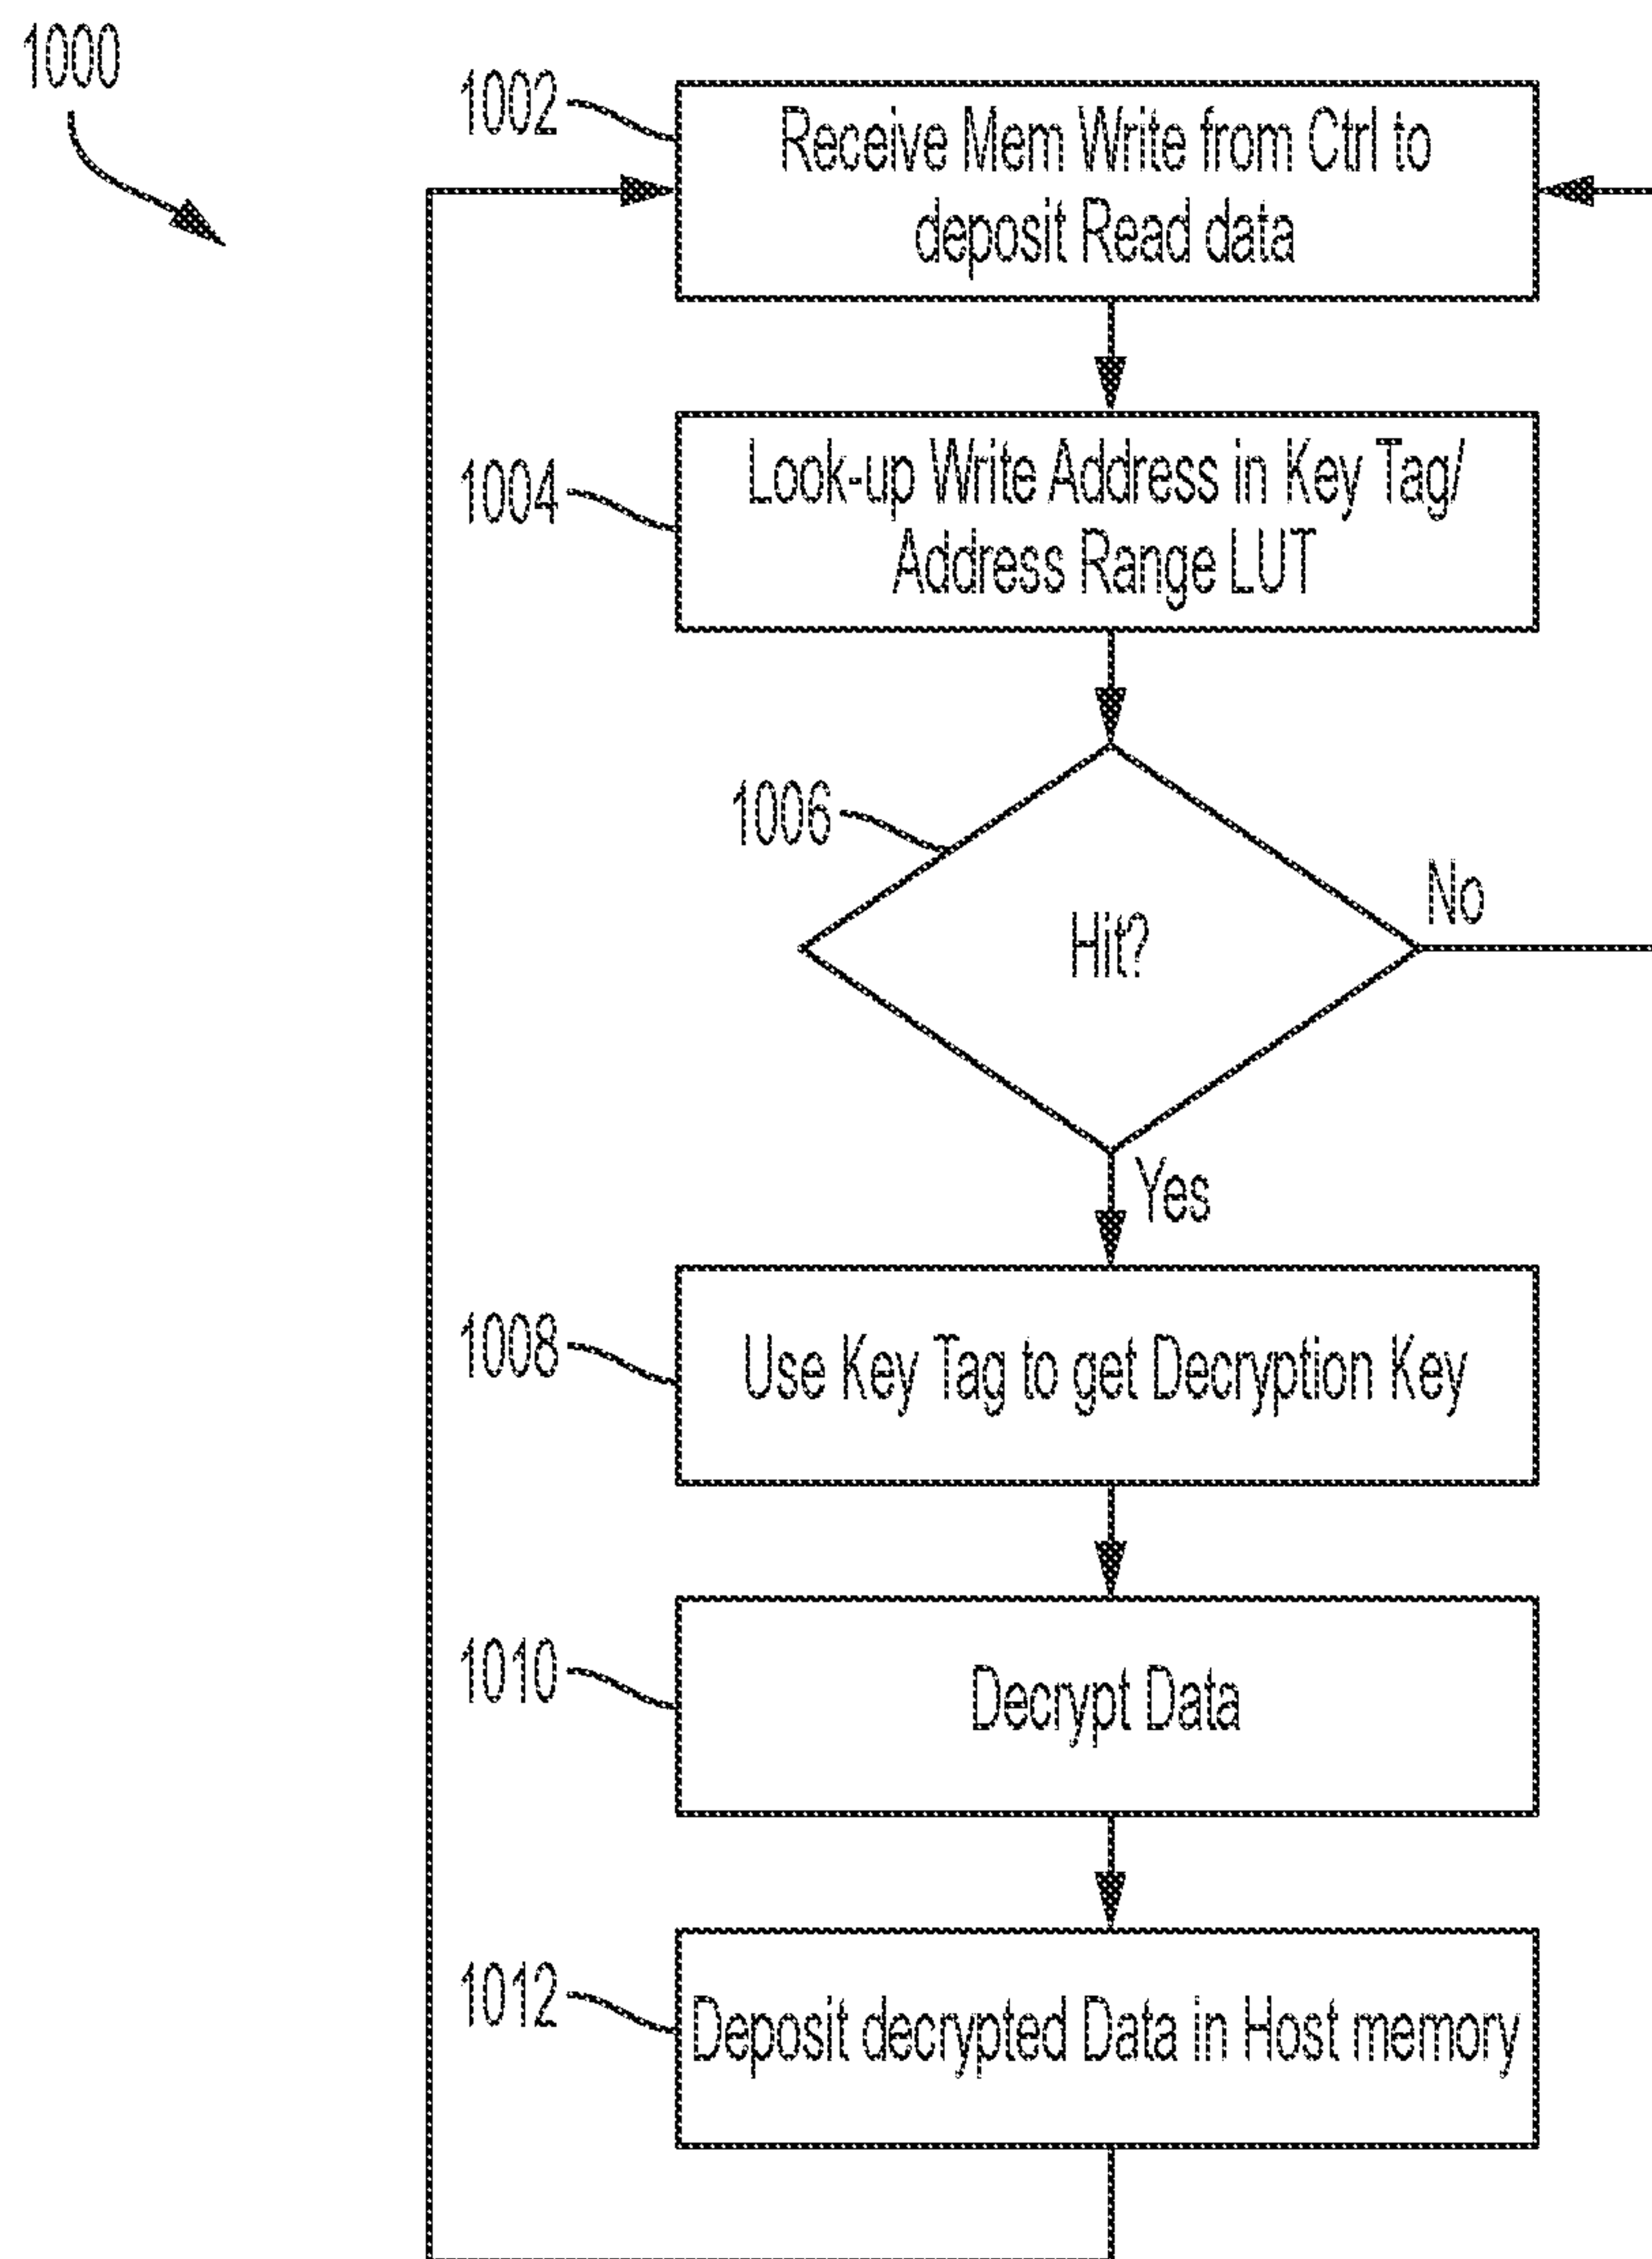 1000
1002
Receive Mem Write from Ctrl to
deposit Read data
1004
Look-up Write Address in Key Tag/
Address Range LUT
1006
Hit?
No
Yes
1008
Use Key Tag to get Decryption Key
1010
Decrypt Data
1012
Deposit decrypted Data in Host memory